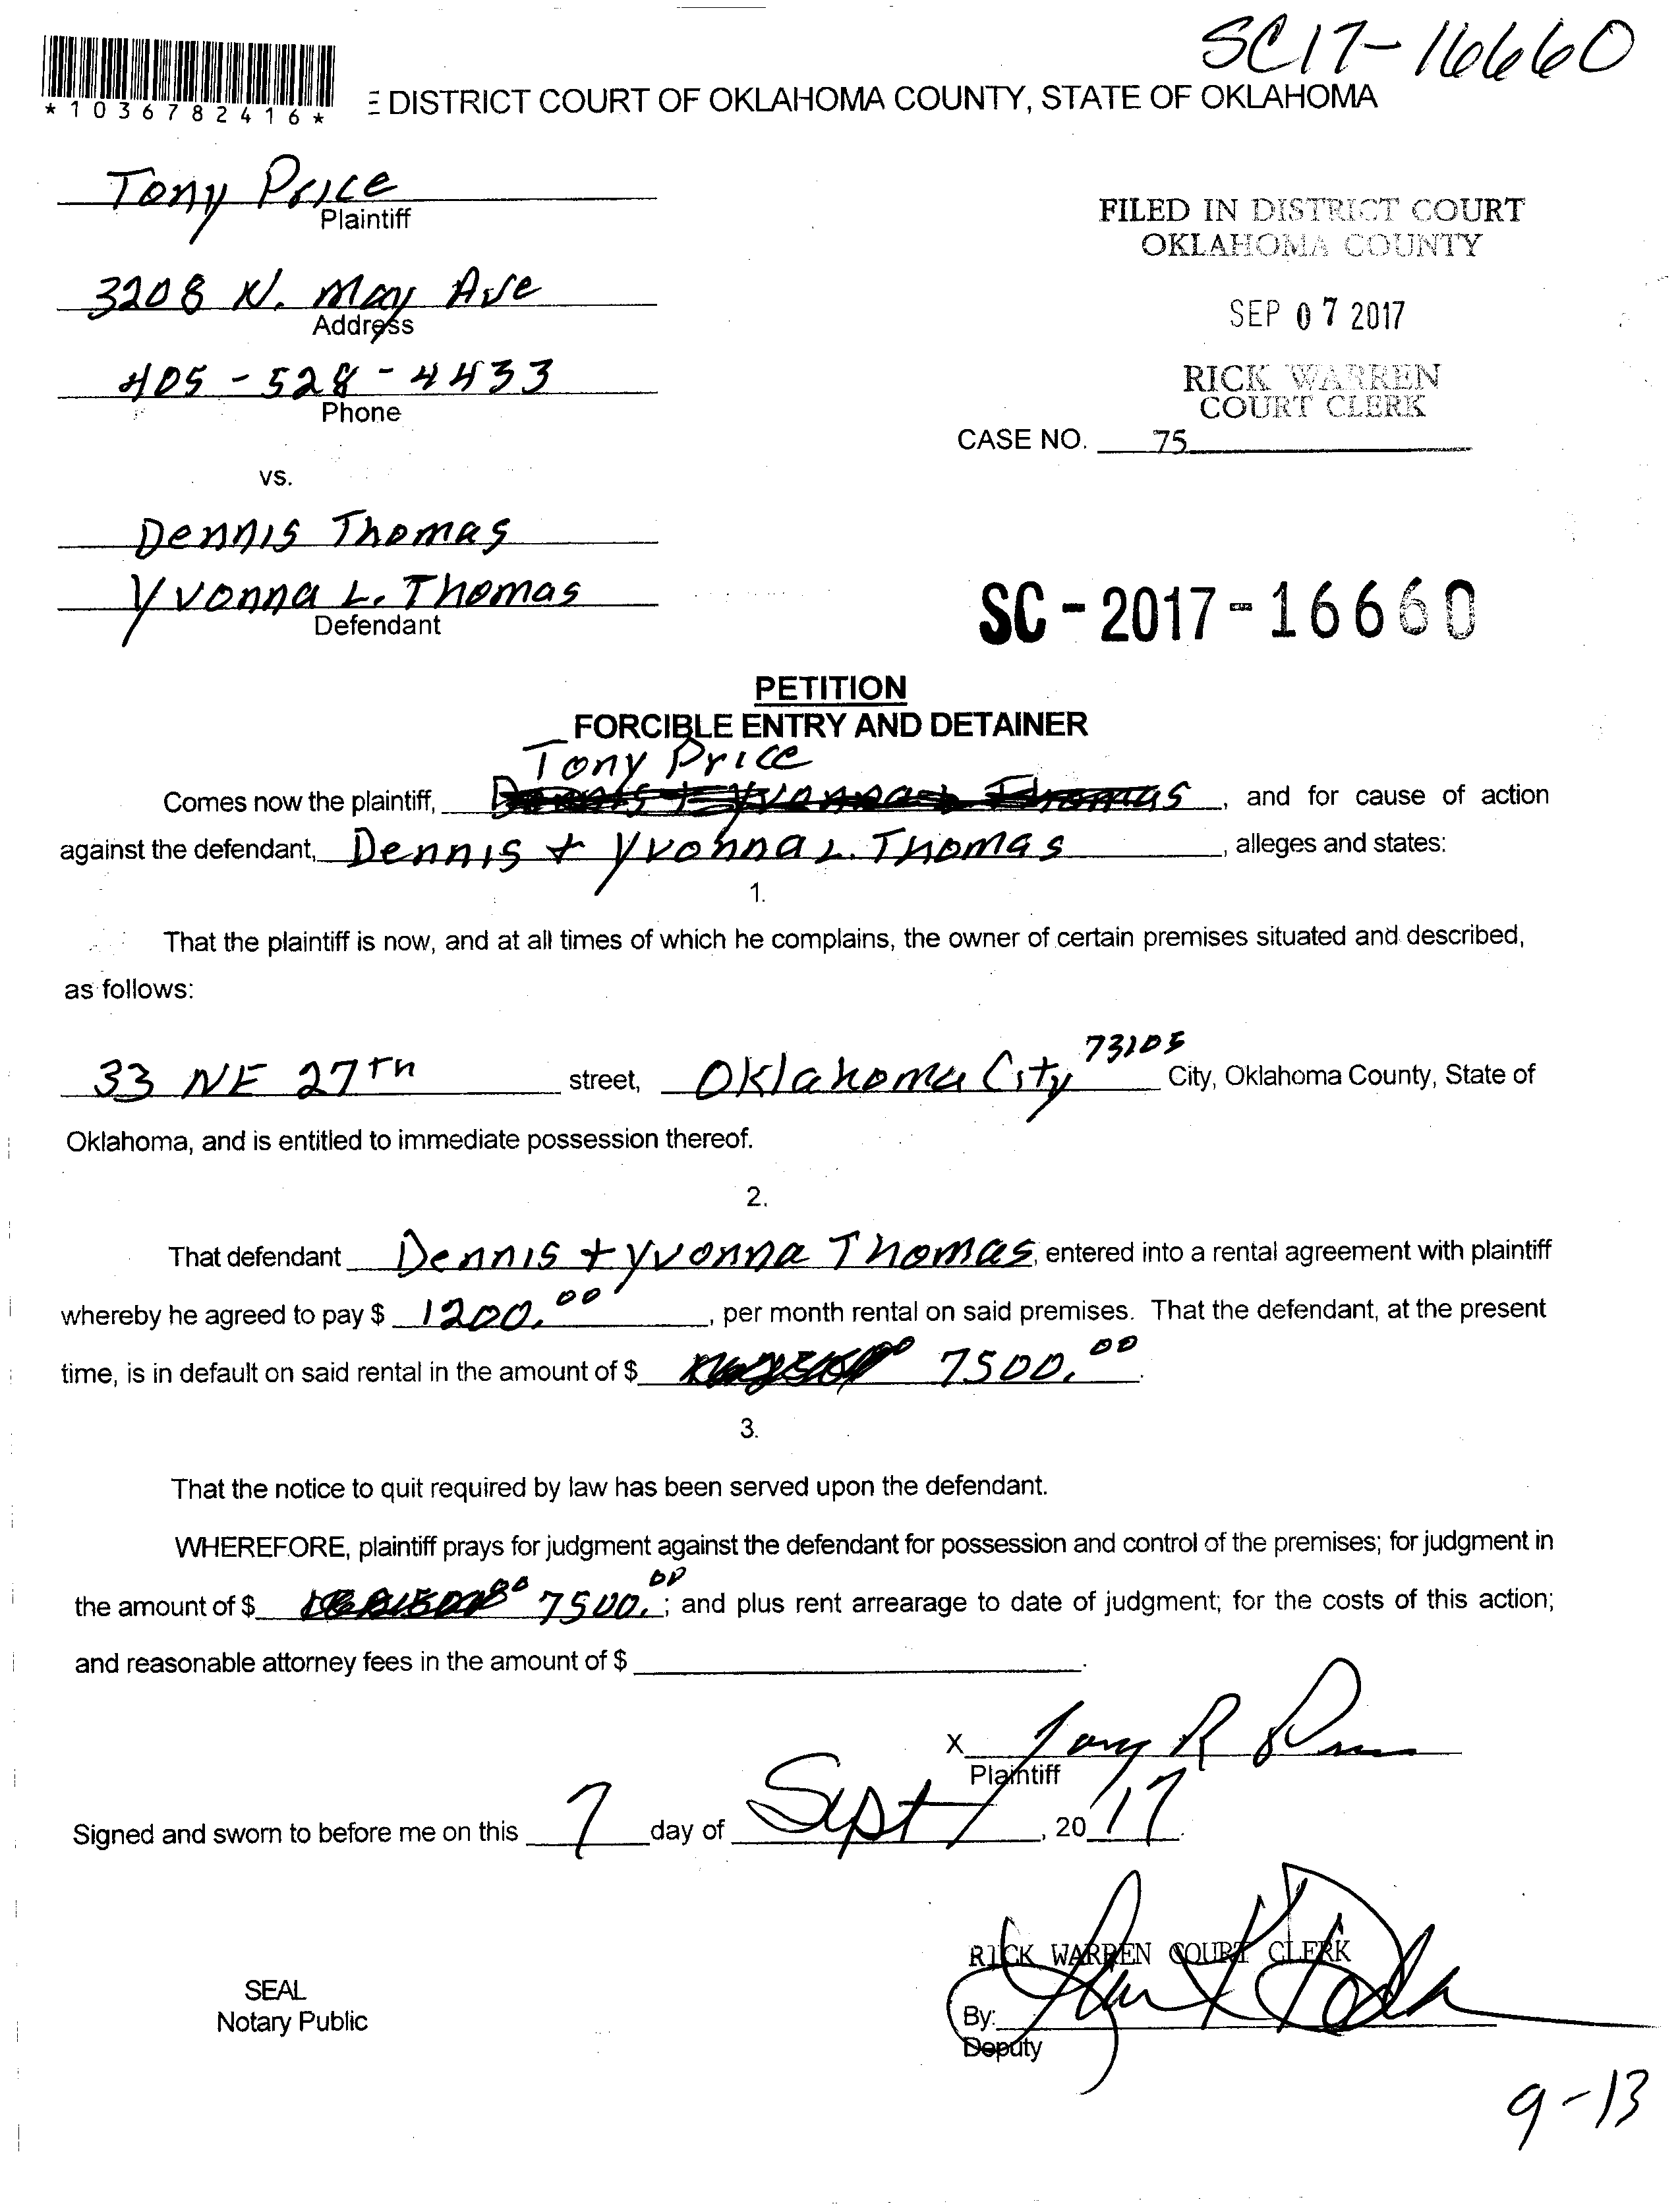 SC17-16660
*1036782416*
E DISTRICT COURT OF OKLAHOMA COUNTY, STATE OF OKLAHOMA
Tony Price
Plaintiff
FILED IN DISTRICT COURT
OKLAHOMA COUNTY
3208 N. May Ave
Address
SEP 07 2017
405-528-4433
Phone
RICK WARREN
COURT CLERK
CASE NO. 75
vs.
Dennis Thomas
Yvonna L. Thomas
Defendant
SC-2017-16660
PETITION
FORCIBLE ENTRY AND DETAINER
Tony Price
Comes now the plaintiff, Dennis + Yvonna L Thomas, and for cause of action
against the defendant, Dennis + Yvonna L. Thomas, alleges and states:
1.
That the plaintiff is now, and at all times of which he complains, the owner of certain premises situated and described,
as follows:
33 NE 27TH street, Oklahoma City 73105 City, Oklahoma County, State of
Oklahoma, and is entitled to immediate possession thereof.
2.
That defendant Dennis + Yvonna Thomas, entered into a rental agreement with plaintiff
whereby he agreed to pay $ 1200.00, per month rental on said premises. That the defendant, at the present
time, is in default on said rental in the amount of $ 7500.00.
3.
That the notice to quit required by law has been served upon the defendant.
WHEREFORE, plaintiff prays for judgment against the defendant for possession and control of the premises; for judgment in
the amount of $ 7500.00; and plus rent arrearage to date of judgment; for the costs of this action;
and reasonable attorney fees in the amount of $ .
X Tony R Price
Plaintiff
Signed and sworn to before me on this 7 day of Sept, 2017.
RICK WARREN COURT CLERK
SEAL
Notary Public
By:
Deputy
9-13